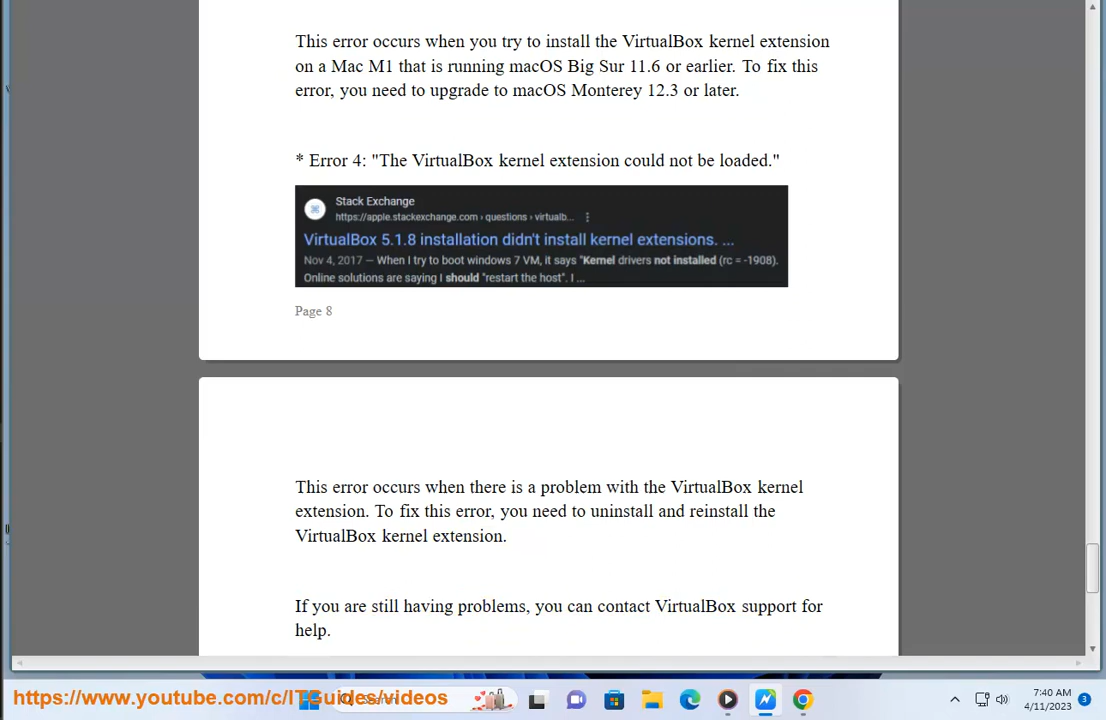 This error occurs when you try to install the VirtualBox kernel extension
on a Mac M1 that is running macOS Big Sur 11.6 or earlier. To fix this
error, you need to upgrade to macOS Monterey 12.3 or later.
* Error 4: "The VirtualBox kernel extension could not be loaded."
Stack Exchange
https://apple.stackexchange.com › questions › virtualb...
VirtualBox 5.1.8 installation didn't install kernel extensions. ...
Nov 4, 2017 — When I try to boot windows 7 VM, it says "Kernel drivers not installed (rc = -1908).
Online solutions are saying I should "restart the host". I ...
Page 8
This error occurs when there is a problem with the VirtualBox kernel
extension. To fix this error, you need to uninstall and reinstall the
VirtualBox kernel extension.
If you are still having problems, you can contact VirtualBox support for
help.
https://www.youtube.com/c/ITGuides/videos
7:40 AM
4/11/2023
3